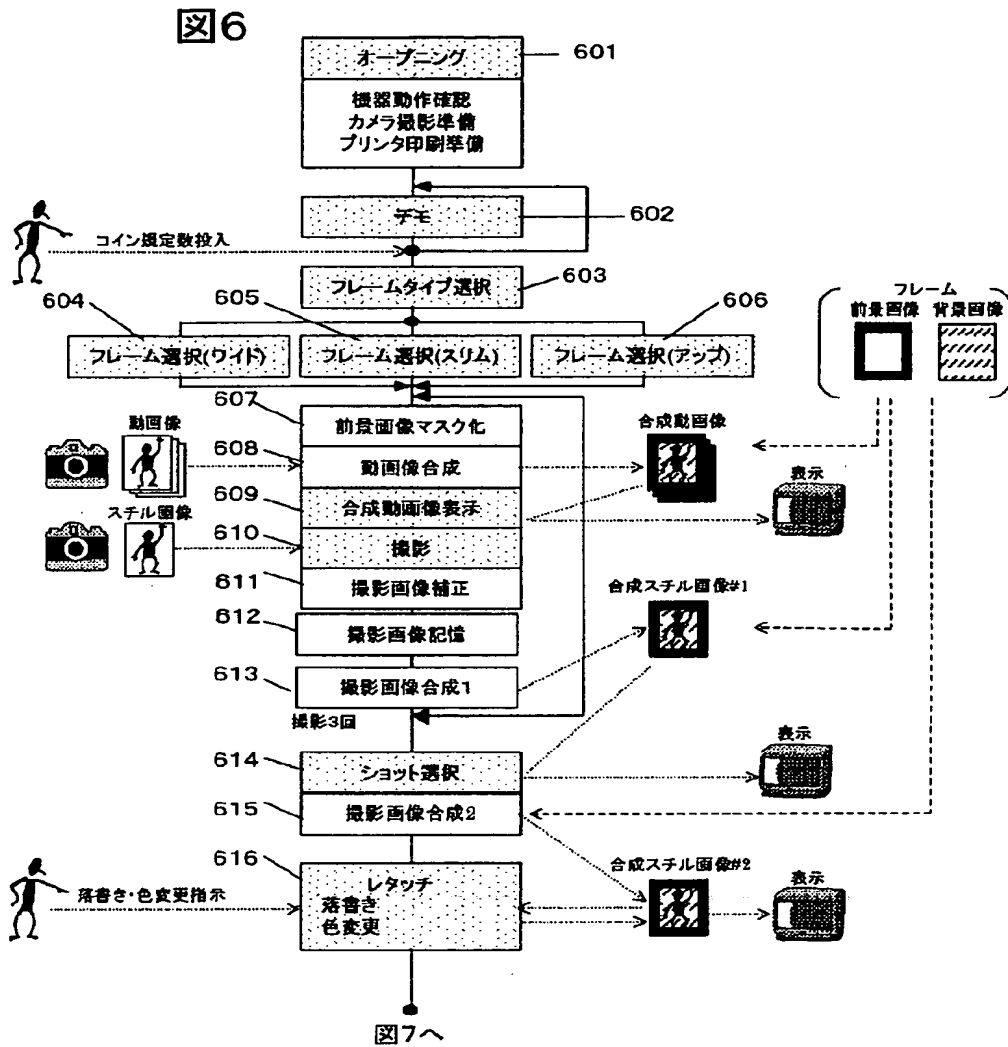 図6
オープニング
601
機器動作確認
カメラ撮影準備
プリンタ印刷準備
デモ
602
コイン規定数投入
フレームタイプ選択
603
604
605
606
フレーム選択(ワイド)
フレーム選択(スリム)
フレーム選択(アップ)
フレーム
前景画像
背景画像
607
前景画像マスク化
動画像
608
動画像合成
合成動画像
609
合成動画像表示
表示
スチル画像
610
撮影
611
撮影画像補正
合成スチル画像#1
612
撮影画像記憶
613
撮影画像合成1
撮影3回
614
ショット選択
表示
615
撮影画像合成2
616
レタッチ
落書き
色変更
落書き・色変更指示
合成スチル画像#2
表示
図7へ